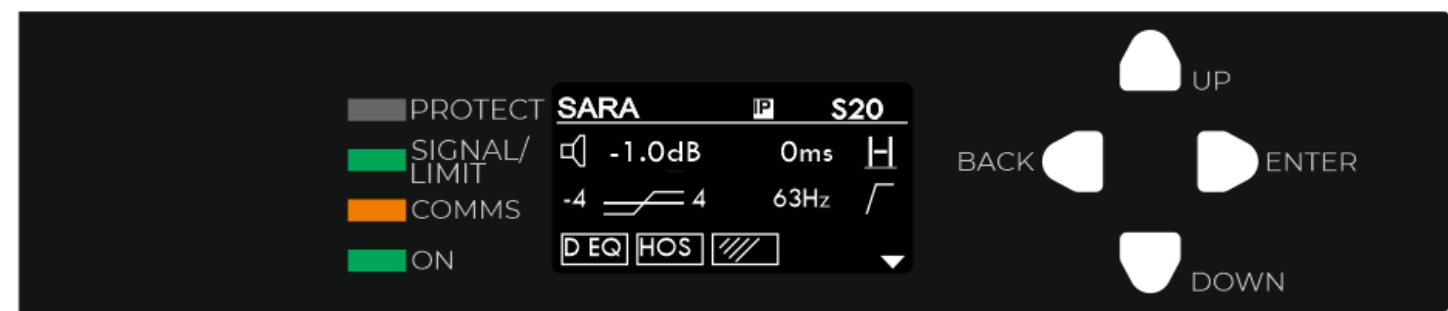 PROTECT
SIGNAL/
LIMIT
COMMS
ON
SARA IP S20
-1.0dB 0ms
-4 4 63Hz
D EQ HOS
UP
BACK ENTER
DOWN